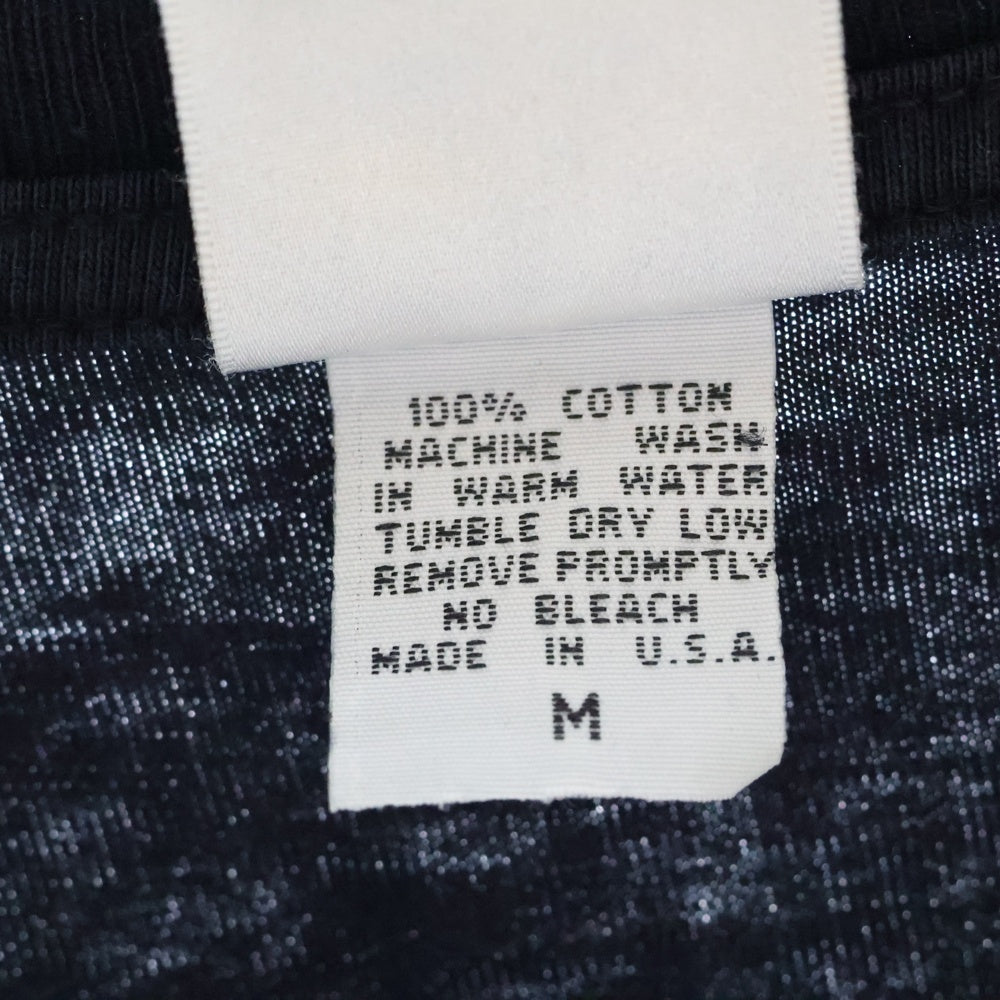 100% COTTON
MACHINE WASH
IN WARM WATER
TUMBLE DRY LOW
REMOVE PROMPTLY
NO BLEACH
MADE IN U.S.A.
M